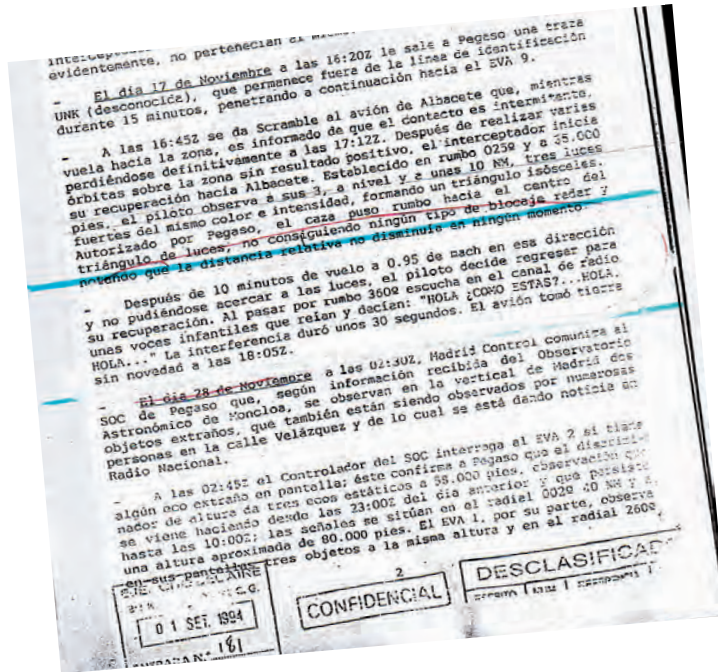 evidentemente, no pertenecían al mismo.
- El día 17 de Noviembre a las 16:20Z le sale a Pegaso una traza
UNK (desconocida), que permanece fuera de la línea de identificación
durante 15 minutos, penetrando a continuación hacia el EVA 9.
- A las 16:45Z se da Scramble al avión de Albacete que, mientras
vuela hacia la zona, es informado de que el contacto es intermitente,
perdiéndose definitivamente a las 17:12Z. Después de realizar varias
órbitas sobre la zona sin resultado positivo, el interceptador inicia
su recuperación hacia Albacete. Establecido en rumbo 025º y a 35.000
pies, el piloto observa a sus 3, a nivel y a unas 10 NM, tres luces
fuertes del mismo color e intensidad, formando un triángulo isósceles.
Autorizado por Pegaso, el caza puso rumbo hacia el centro del
triángulo de luces, no consiguiendo ningún tipo de blocaje radar y
notando que la distancia relativa no disminuía en ningún momento.
- Después de 10 minutos de vuelo a 0.95 de mach en esa dirección
y no pudiéndose acercar a las luces, el piloto decide regresar para
su recuperación. Al pasar por rumbo 360º escucha en el canal de radio
unas voces infantiles que reían y decían: "HOLA ¿COMO ESTAS?...HOLA.
HOLA..." La interferencia duró unos 30 segundos. El avión tomó tierra
sin novedad a las 18:05Z.
- El día 28 de Noviembre a las 02:30Z, Madrid Control comunica al
SOC de Pegaso que, según información recibida del Observatorio
Astronómico de Moncloa, se observan en la vertical de Madrid dos
objetos extraños, que también están siendo observados por numerosas
personas en la calle Velázquez y de lo cual se está dando noticia en
Radio Nacional.
- A las 02:45Z el Controlador del SOC interroga al EVA 2 si tiene
algún eco extraño en pantalla; éste confirma a Pegaso que el discrimi-
nador de altura da tres ecos estáticos a 55.000 pies, observación que
se viene haciendo desde las 23:00Z del día anterior y que persiste
hasta las 10:00Z; las señales se sitúan en el radial 002º 40 NM y a
una altura aproximada de 80.000 pies. El EVA 1, por su parte, observa
en sus pantallas tres objetos a la misma altura y en el radial 260º,
2
DEL AIRE
0 1 SET. 1994
Nº 181
CONFIDENCIAL
DESCLASIFICADO